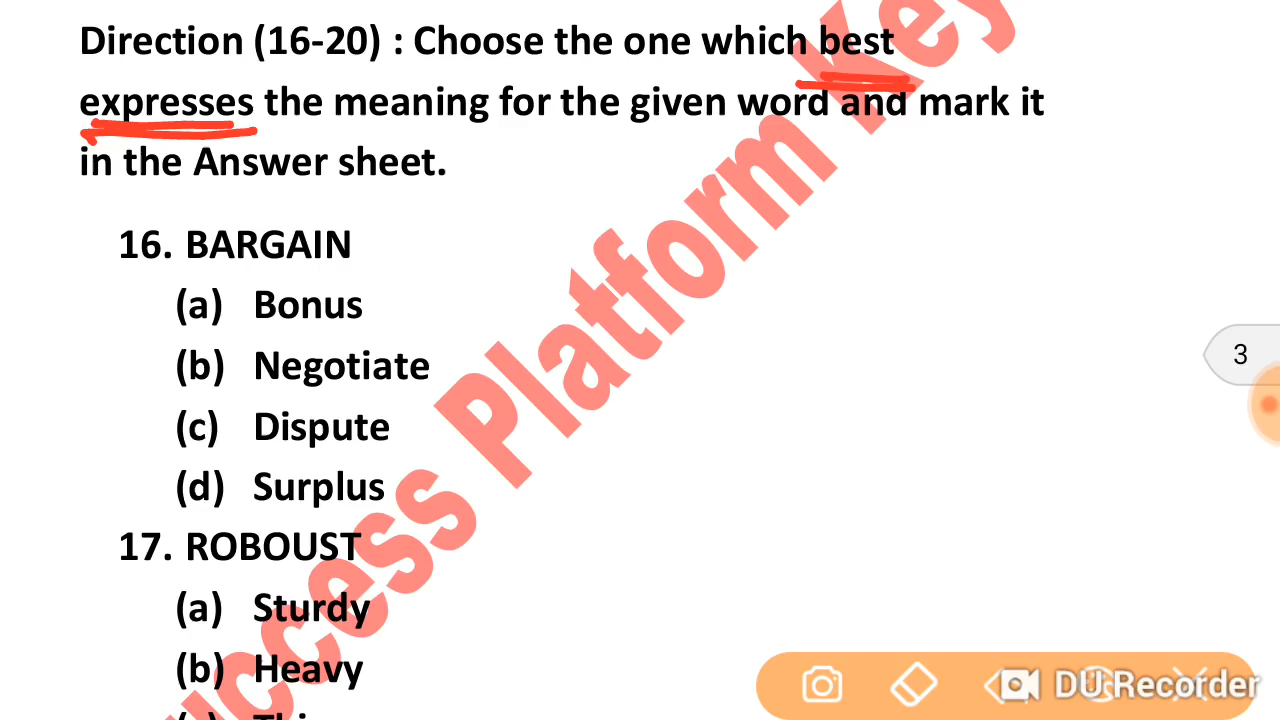 Direction (16-20) : Choose the one which best
expresses the meaning for the given word and mark it
in the Answer sheet.
16. BARGAIN
(a) Bonus
(b) Negotiate
(c) Dispute
(d) Surplus
17. ROBOUST
(a) Sturdy
(b) Heavy
Platform Key
3
DU Recorder